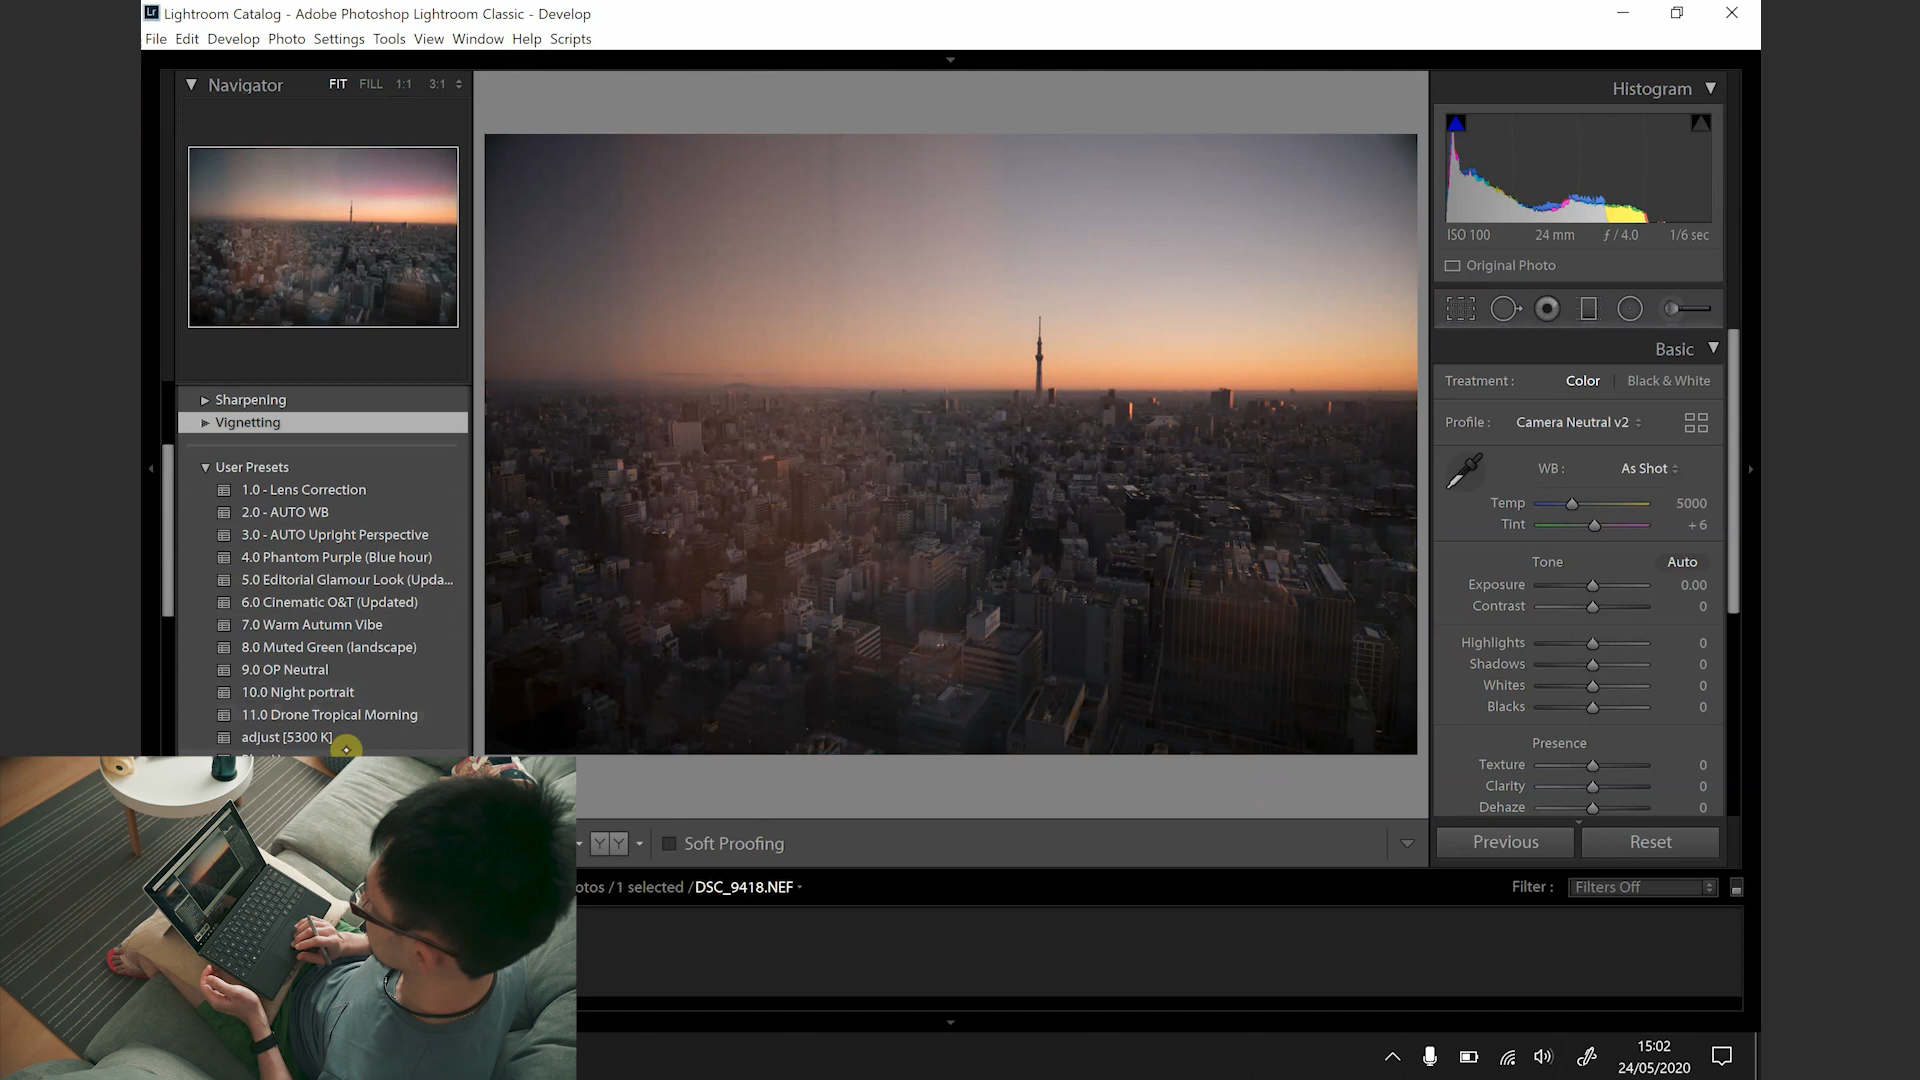 Lightroom Catalog - Adobe Photoshop Lightroom Classic - Develop
File Edit Develop Photo Settings Tools View Window Help Scripts
Navigator FIT FILL 1:1 3:1
Sharpening
Vignetting
User Presets
1.0 - Lens Correction
2.0 - AUTO WB
3.0 - AUTO Upright Perspective
4.0 Phantom Purple (Blue hour)
5.0 Editorial Glamour Look (Upda...
6.0 Cinematic O&T (Updated)
7.0 Warm Autumn Vibe
8.0 Muted Green (landscape)
9.0 OP Neutral
10.0 Night portrait
11.0 Drone Tropical Morning
adjust [5300 K]
Histogram
ISO 100 24 mm ƒ / 4.0 1/6 sec
Original Photo
Basic
Treatment : Color Black & White
Profile : Camera Neutral v2
WB : As Shot
Temp 5000
Tint + 6
Tone Auto
Exposure 0.00
Contrast 0
Highlights 0
Shadows 0
Whites 0
Blacks 0
Presence
Texture 0
Clarity 0
Dehaze 0
Previous Reset
Y Y Soft Proofing
otos / 1 selected / DSC_9418.NEF
Filter : Filters Off
15:02
24/05/2020